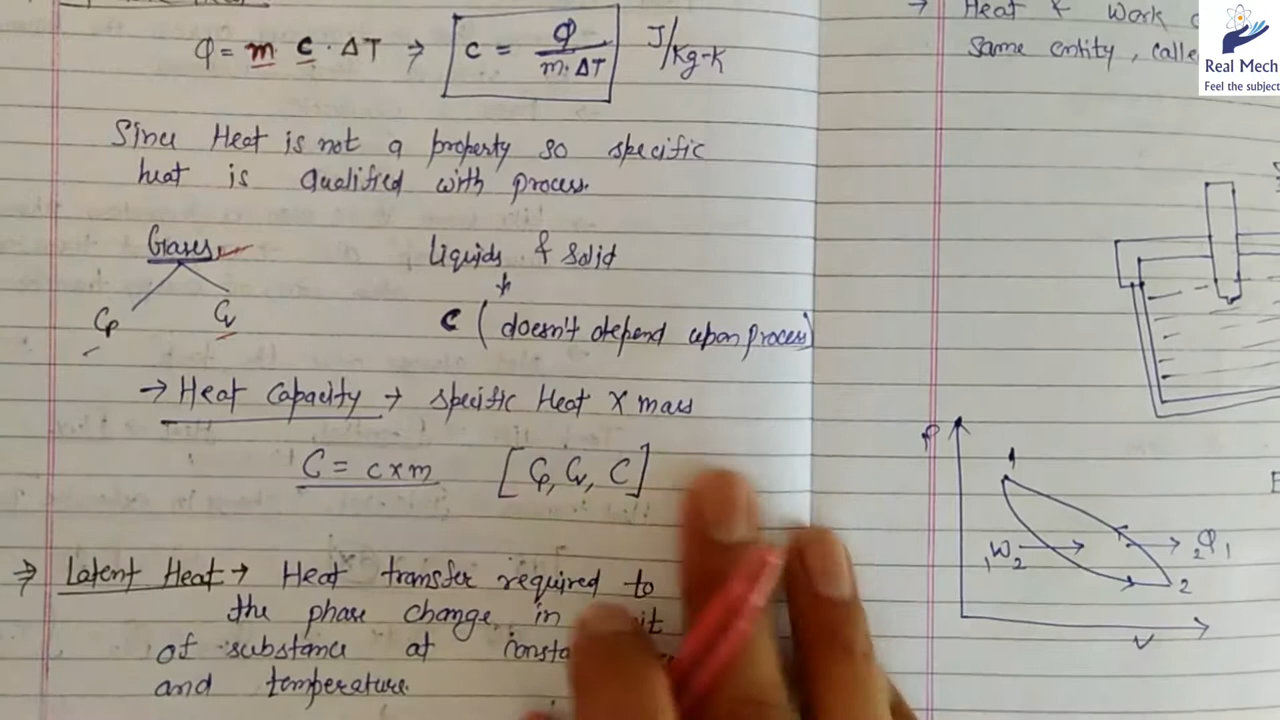 Q = m c · ΔT ⇒ c = Q / m·ΔT J/Kg-K
Since Heat is not a property so specific
heat is qualified with process.
Gases
Cp Cv
Liquids & Solid
C (doesn't depend upon process)
→ Heat Capacity → Specific Heat X mass
C = c x m [Cp, Cv, C]
⇒ Latent Heat → Heat transfer required to
the phase change in
of substance at
and temperature.
→ Heat & Work
same entity,
Real Mech
Feel the subject
P
1
1W2
2Q1
2
V